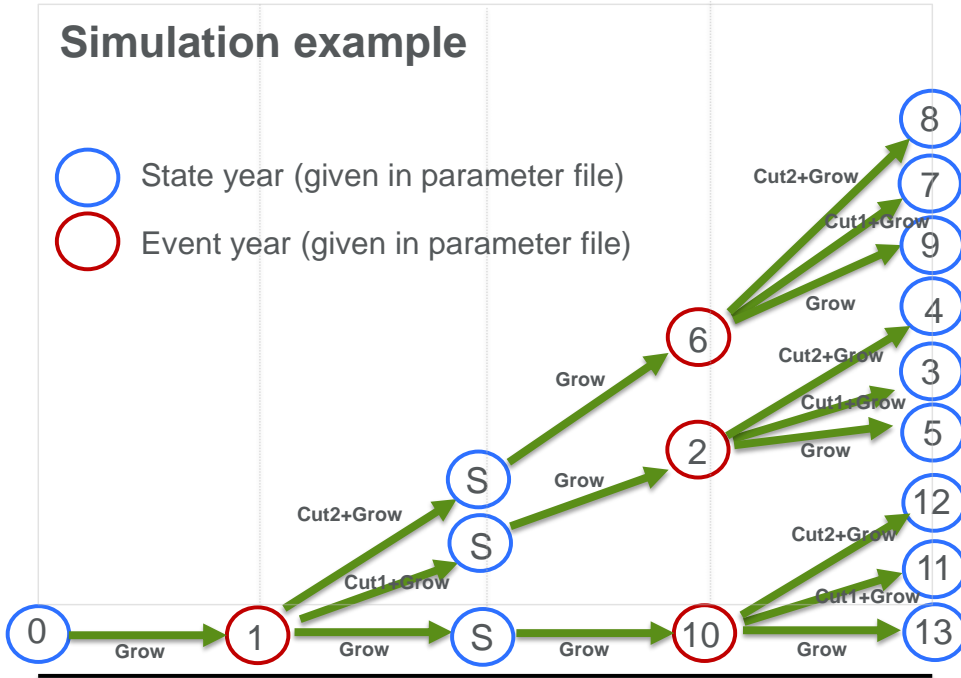 Simulation example
State year (given in parameter file)
Event year (given in parameter file)
8
Cut2+Grow
7
Cut1+Grow
9
Grow
4
6
Cut2+Grow
3
Grow
Cut1+Grow
5
2
Grow
S
Grow
12
Cut2+Grow
Cut2+Grow
S
11
Cut1+Grow
Cut1+Grow
0
1
S
10
13
Grow
Grow
Grow
Grow